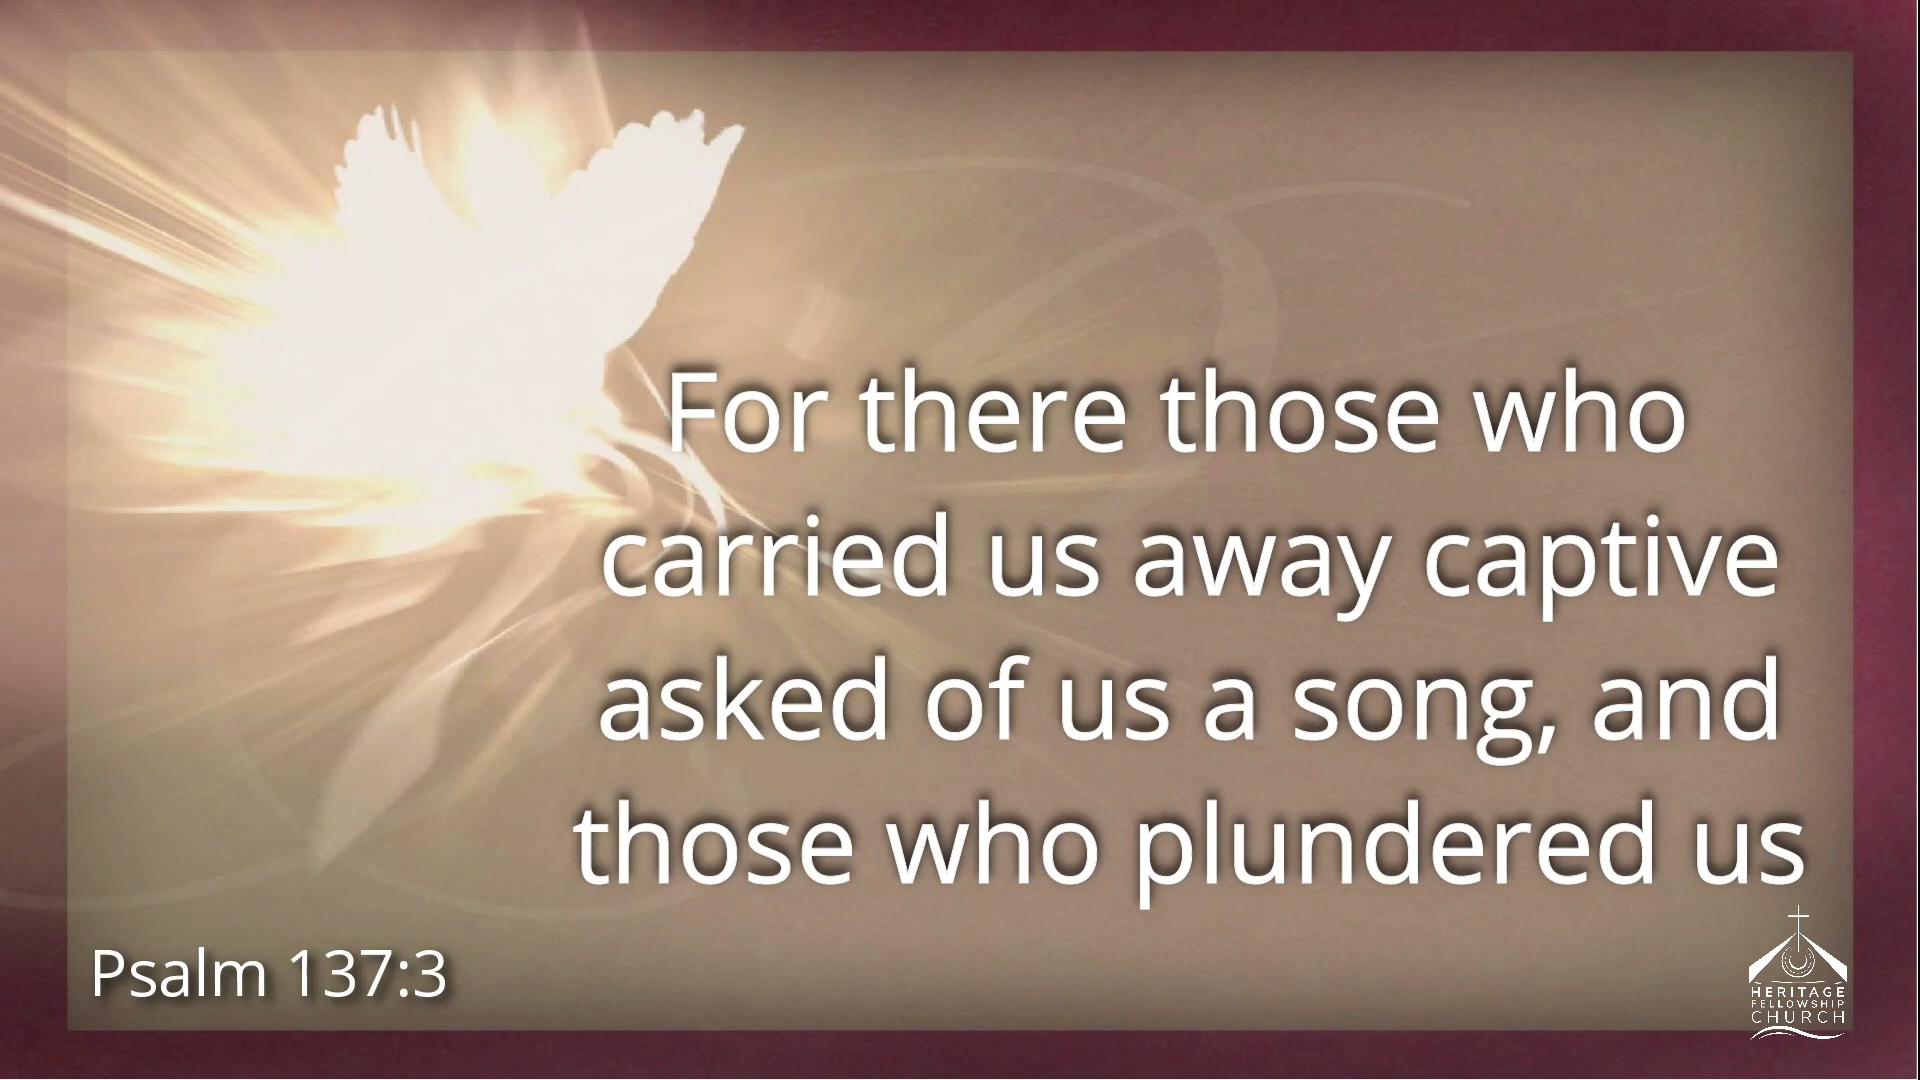 For there those who
carried us away captive
asked of us a song, and
those who plundered us
Psalm 137:3
HERITAGE
FELLOWSHIP
CHURCH